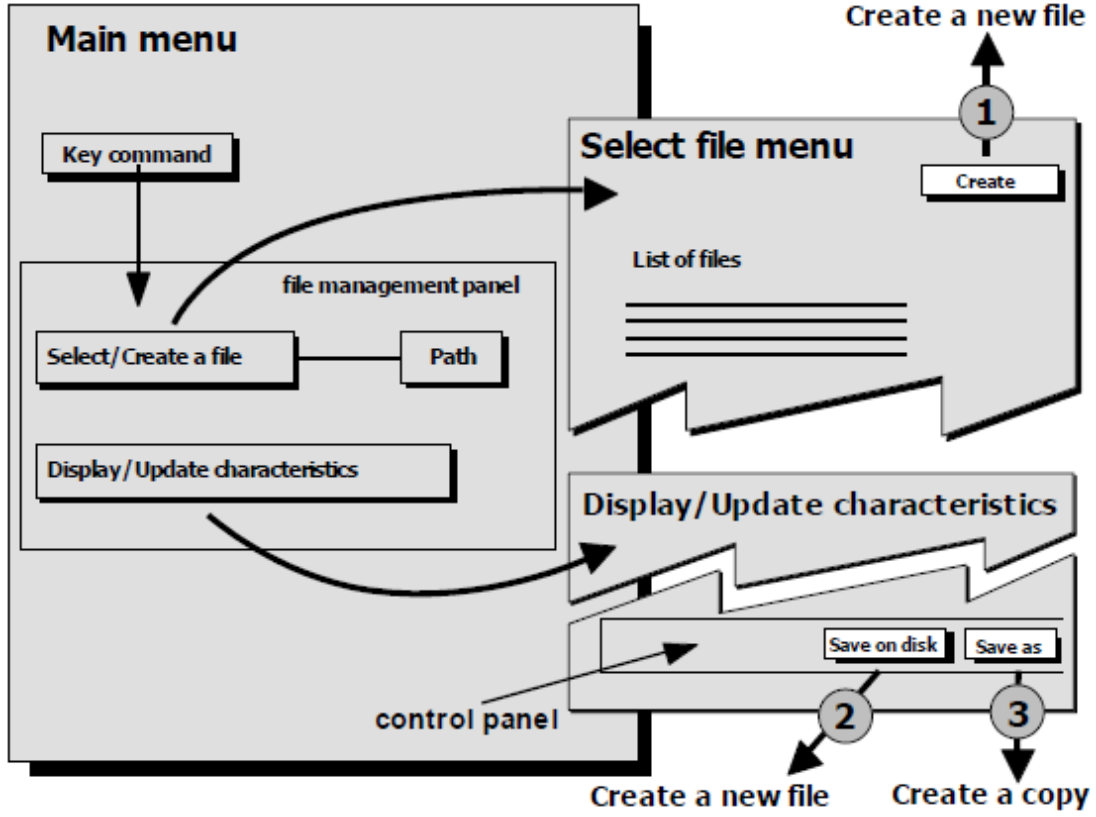 Create a new file
Main menu
1
Select file menu
Key command
Create
List of files
file management panel
Select/Create a file
Path
Display/Update characteristics
Display/Update characteristics
Save on disk
Save as
control panel
2
3
Create a new file
Create a copy